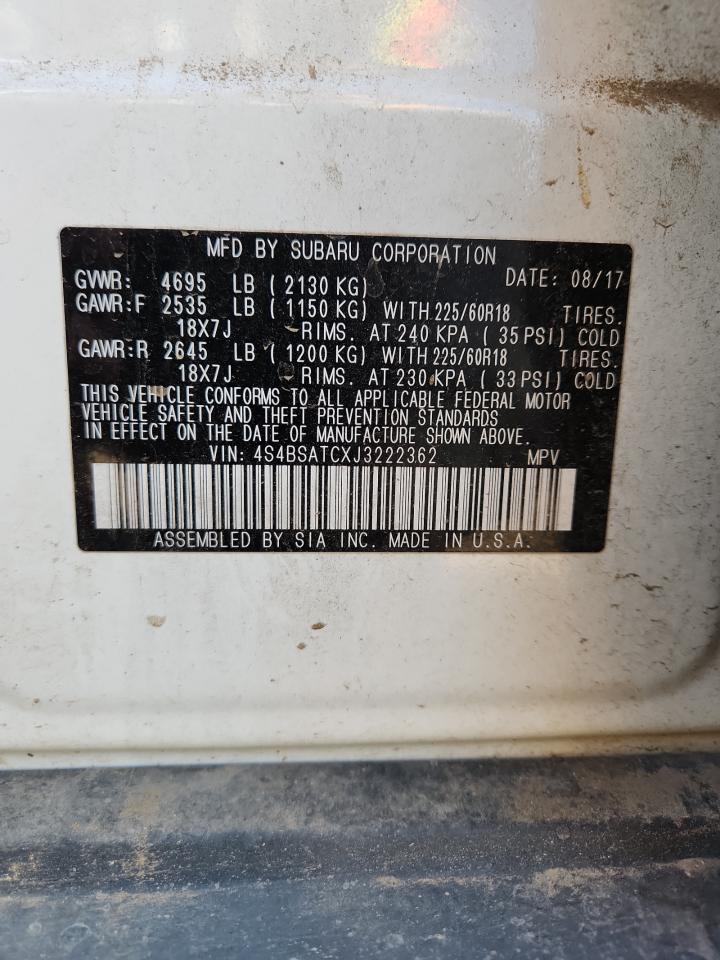 MFD BY SUBARU CORPORATION
GVWR: 4695 LB ( 2130 KG) DATE: 08/17
GAWR:F 2535 LB ( 1150 KG) WITH 225/60R18 TIRES.
18X7J RIMS. AT 240 KPA ( 35 PSI) COLD
GAWR:R 2645 LB ( 1200 KG) WITH 225/60R18 TIRES.
18X7J RIMS. AT 230 KPA ( 33 PSI) COLD
THIS VEHICLE CONFORMS TO ALL APPLICABLE FEDERAL MOTOR
VEHICLE SAFETY AND THEFT PREVENTION STANDARDS
IN EFFECT ON THE DATE OF MANUFACTURE SHOWN ABOVE.
VIN: 4S4BSATCXJ3222362 MPV
ASSEMBLED BY SIA INC. MADE IN U.S.A.